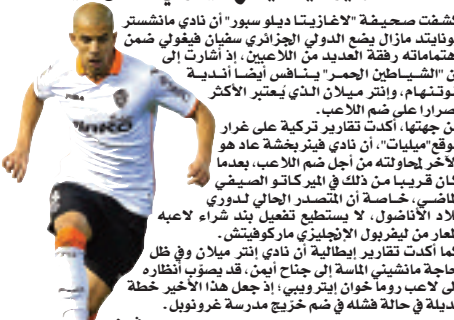 كشفت صحيفة "لاغازيتا ديلو سبور" أن نادي مانشستر
يونايتد مازال يضع الدولي الجزائري سفيان فيغولي ضمن
اهتماماته رفقة العديد من اللاعبين، إذ أشارت إلى
أن "الشياطين الحمر" ينافس أيضا أندية
توتنهام، وإنتر ميلان الذي يُعتبر الأكثر
إصرارا على ضم اللاعب.
من جهتها، أكدت تقارير تركية على غرار
موقع "ميليات"، أن نادي فينربخشة عاد هو
الآخر لمحاولته من أجل ضم اللاعب، بعدما
كان قريبا من ذلك في الميركاتو الصيفي
الماضي، خاصة أن المتصدر الحالي لدوري
بلاد الأناضول، لا يستطيع تفعيل بند شراء لاعبه
المعار من ليفربول الإنجليزي ماركوفيتش.
كما أكدت تقارير إيطالية أن نادي إنتر ميلان وفي ظل
حاجة مانشيني الماسة إلى جناح أيمن، قد يصوّب أنظاره
إلى لاعب روما خوان إيتوربي؛ إذ جعل هذا الأخير خطة
بديلة في حالة فشله في ضم خريج مدرسة غرونوبل.